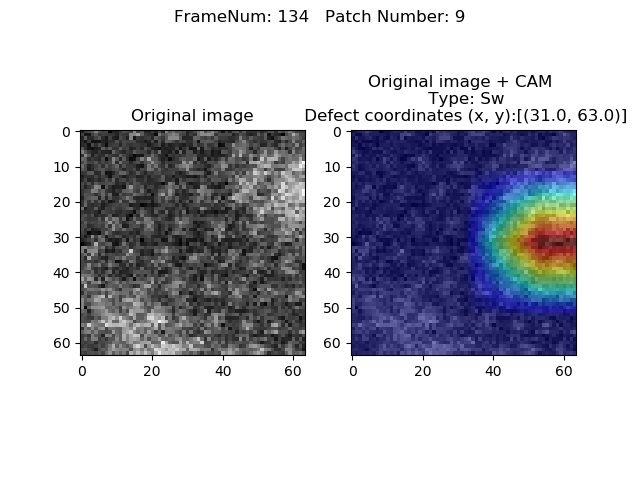 FrameNum: 134   Patch Number: 9
Original image
0
10
20
30
40
50
60
0 20 40 60
Original image + CAM
Type: Sw
Defect coordinates (x, y):[(31.0, 63.0)]
0
10
20
30
40
50
60
0 20 40 60